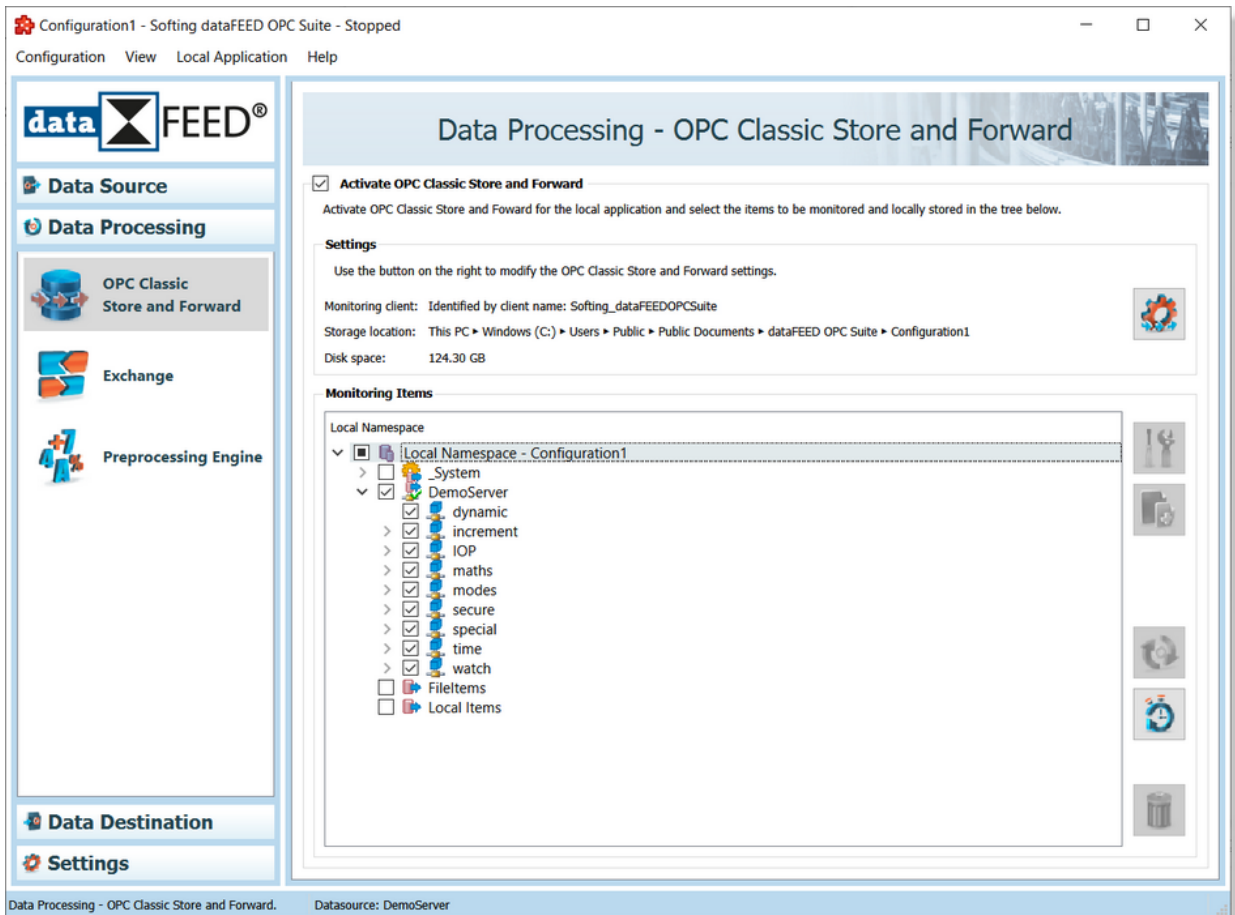 Configuration1 - Softing dataFEED OPC Suite - Stopped
Configuration View Local Application Help
data FEED®
Data Source
Data Processing
OPC Classic
Store and Forward
Exchange
Preprocessing Engine
Data Destination
Settings
Data Processing - OPC Classic Store and Forward
Activate OPC Classic Store and Forward
Activate OPC Classic Store and Foward for the local application and select the items to be monitored and locally stored in the tree below.
Settings
Use the button on the right to modify the OPC Classic Store and Forward settings.
Monitoring client: Identified by client name: Softing_dataFEEDOPCSuite
Storage location: This PC ▸ Windows (C:) ▸ Users ▸ Public ▸ Public Documents ▸ dataFEED OPC Suite ▸ Configuration1
Disk space: 124.30 GB
Monitoring Items
Local Namespace
Local Namespace - Configuration1
_System
DemoServer
dynamic
increment
IOP
maths
modes
secure
special
time
watch
FileItems
Local Items
Data Processing - OPC Classic Store and Forward. Datasource: DemoServer